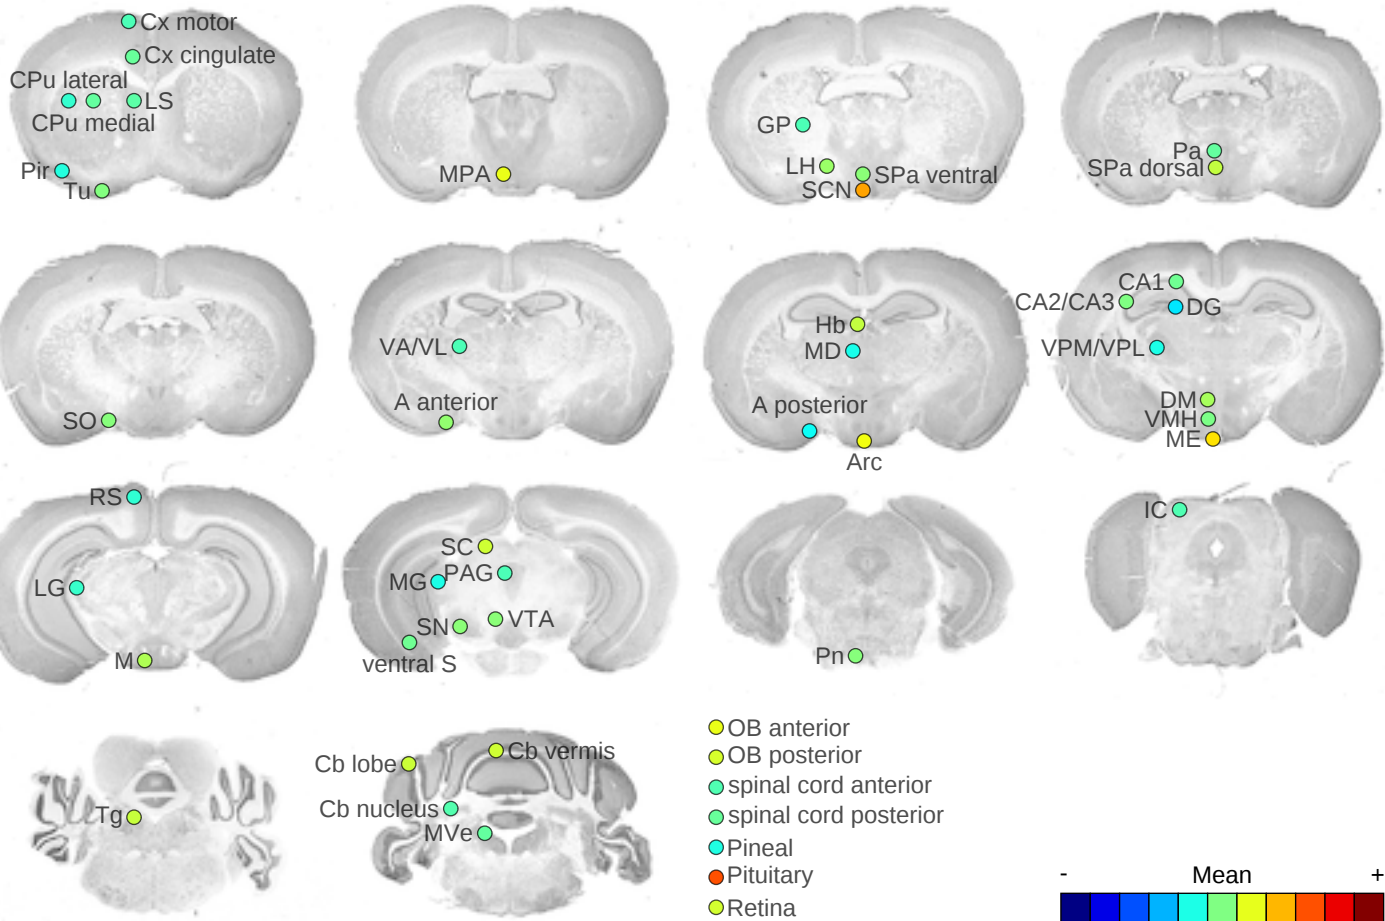 Cx motor
Cx cingulate
CPu lateral
LS
CPu medial
Pir
Tu
MPA
GP
LH
SPa ventral
SCN
Pa
SPa dorsal
SO
VA/VL
A anterior
Hb
MD
A posterior
Arc
CA1
CA2/CA3
DG
VPM/VPL
DM
VMH
ME
RS
LG
M
SC
PAG
MG
VTA
SN
ventral S
Pn
IC
Tg
Cb lobe
Cb vermis
Cb nucleus
MVe
OB anterior
OB posterior
spinal cord anterior
spinal cord posterior
Pineal
Pituitary
Retina
- Mean +